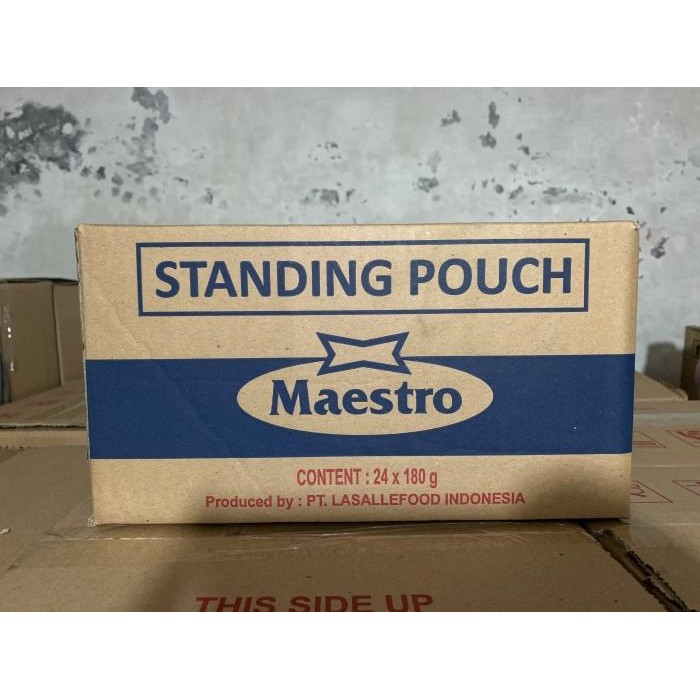 STANDING POUCH
Maestro
CONTENT : 24 x 180 g
Produced by : PT. LASALLEFOOD INDONESIA
THIS SIDE UP